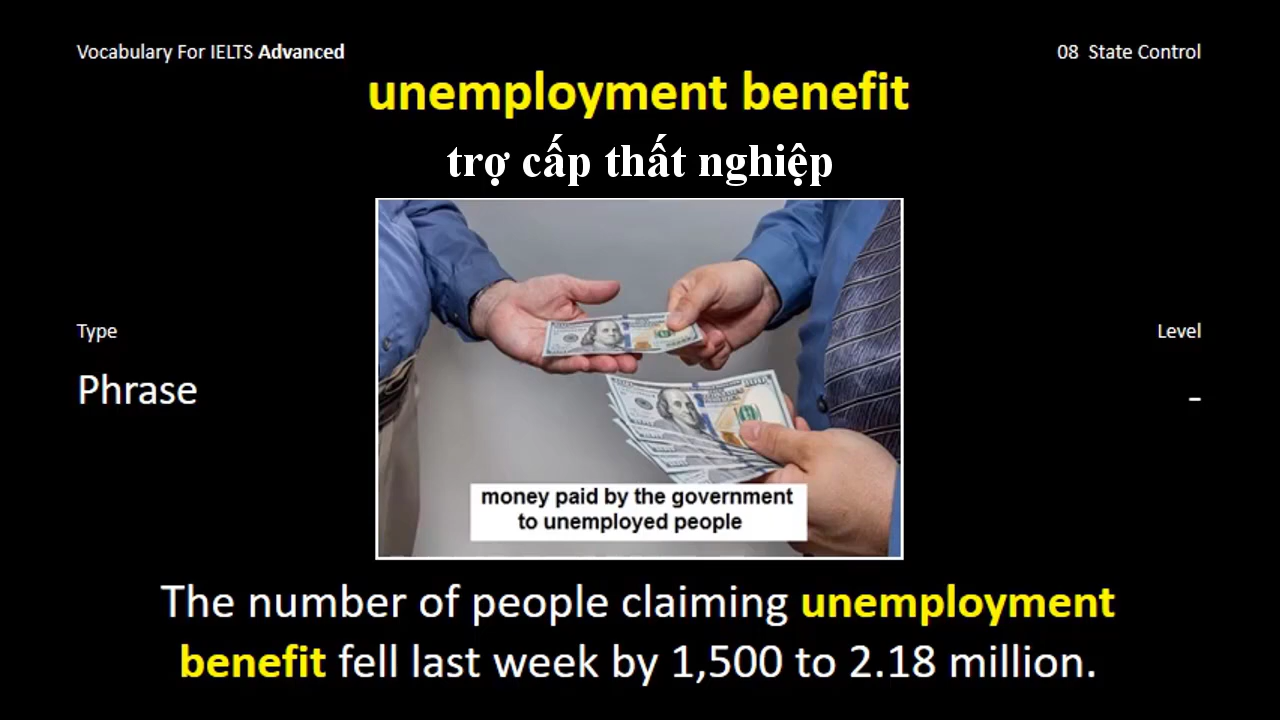 Vocabulary For IELTS Advanced
08 State Control
unemployment benefit
trợ cấp thất nghiệp
Type
Level
Phrase
-
money paid by the government
to unemployed people
The number of people claiming unemployment
benefit fell last week by 1,500 to 2.18 million.